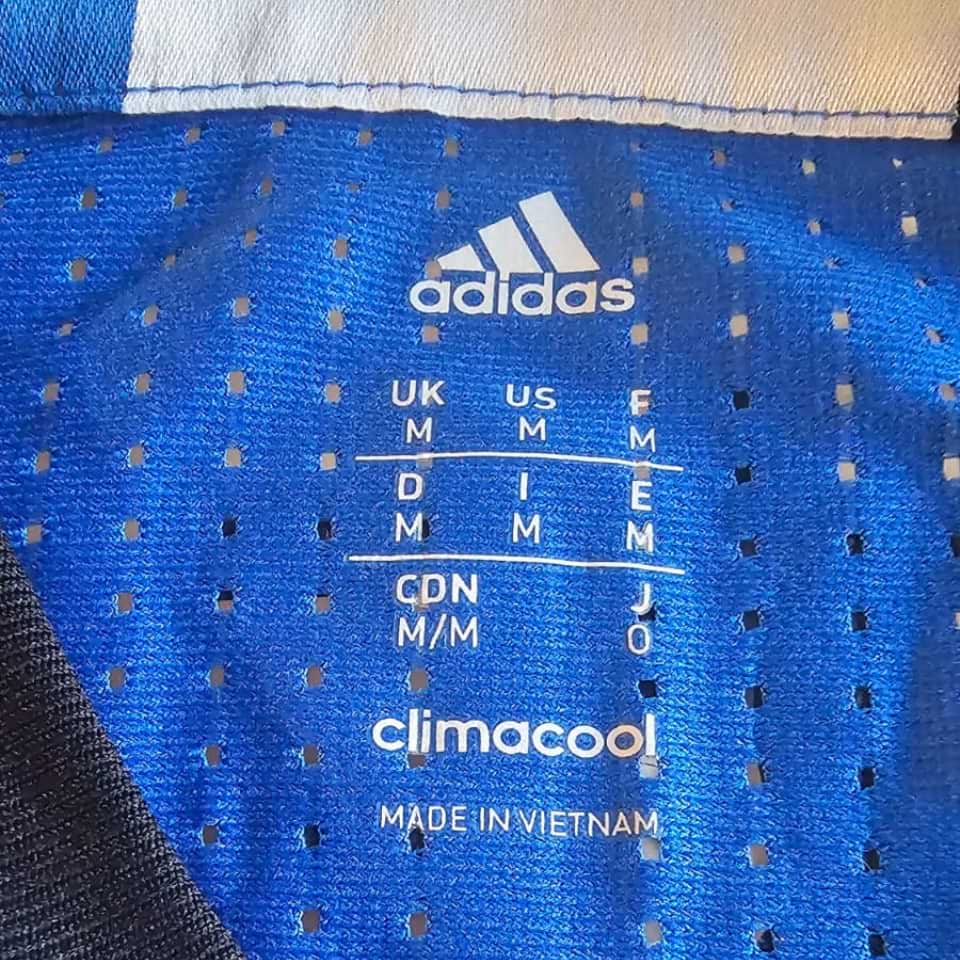 adidas
UK US F
M M M
D I E
M M M
CDN J
M/M O
climacool
MADE IN VIETNAM